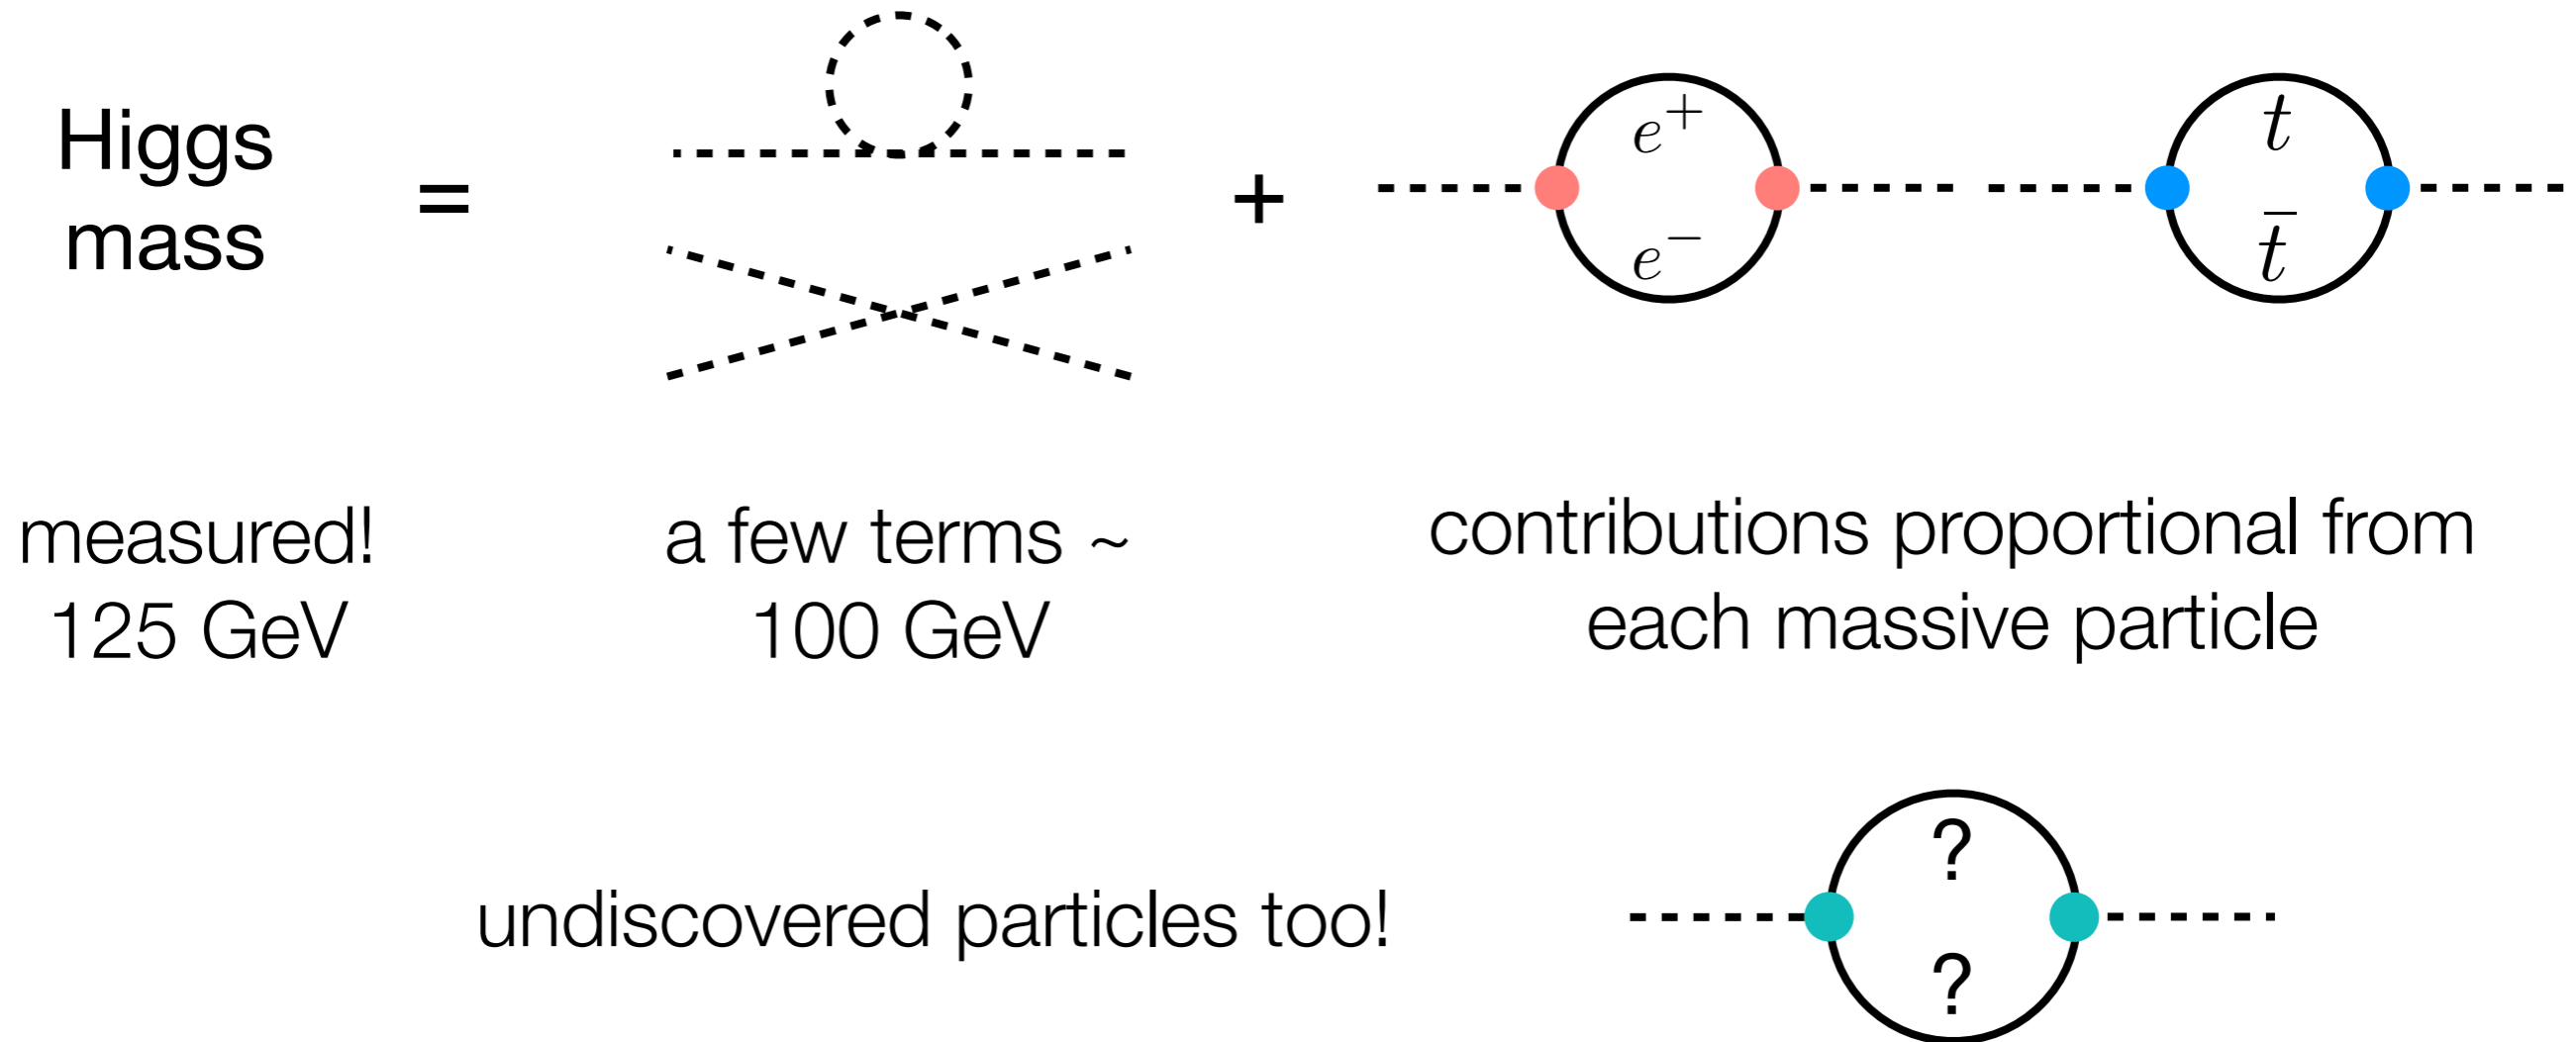 Higgs
mass
=
+
e⁺
e⁻
t
t̅
measured!
125 GeV
a few terms ~
100 GeV
contributions proportional from
each massive particle
undiscovered particles too!
?
?